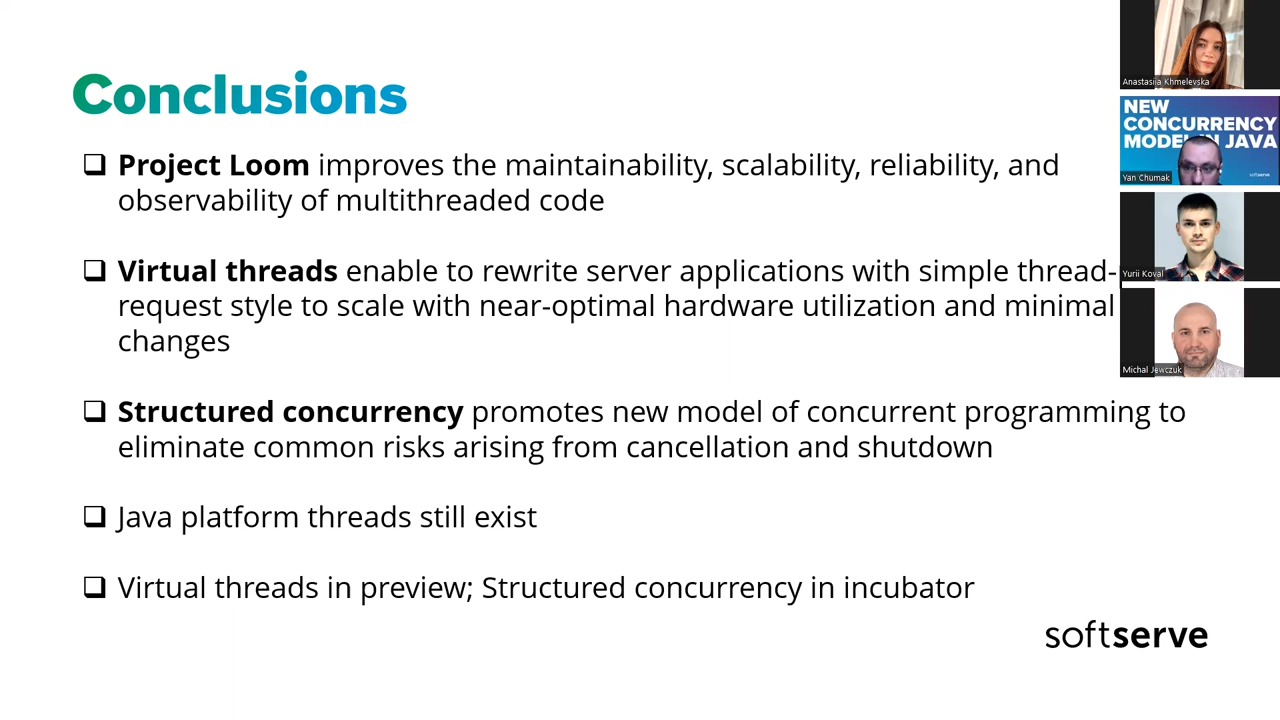 Conclusions
Project Loom improves the maintainability, scalability, reliability, and
observability of multithreaded code
Virtual threads enable to rewrite server applications with simple thread-
request style to scale with near-optimal hardware utilization and minimal
changes
Structured concurrency promotes new model of concurrent programming to
eliminate common risks arising from cancellation and shutdown
Java platform threads still exist
Virtual threads in preview; Structured concurrency in incubator
softserve
Anastasiia Khmelevska
NEW
CONCURRENCY
MODEL IN JAVA
Yan Chumak
softserve
Yurii Koval
Michal Jewczuk